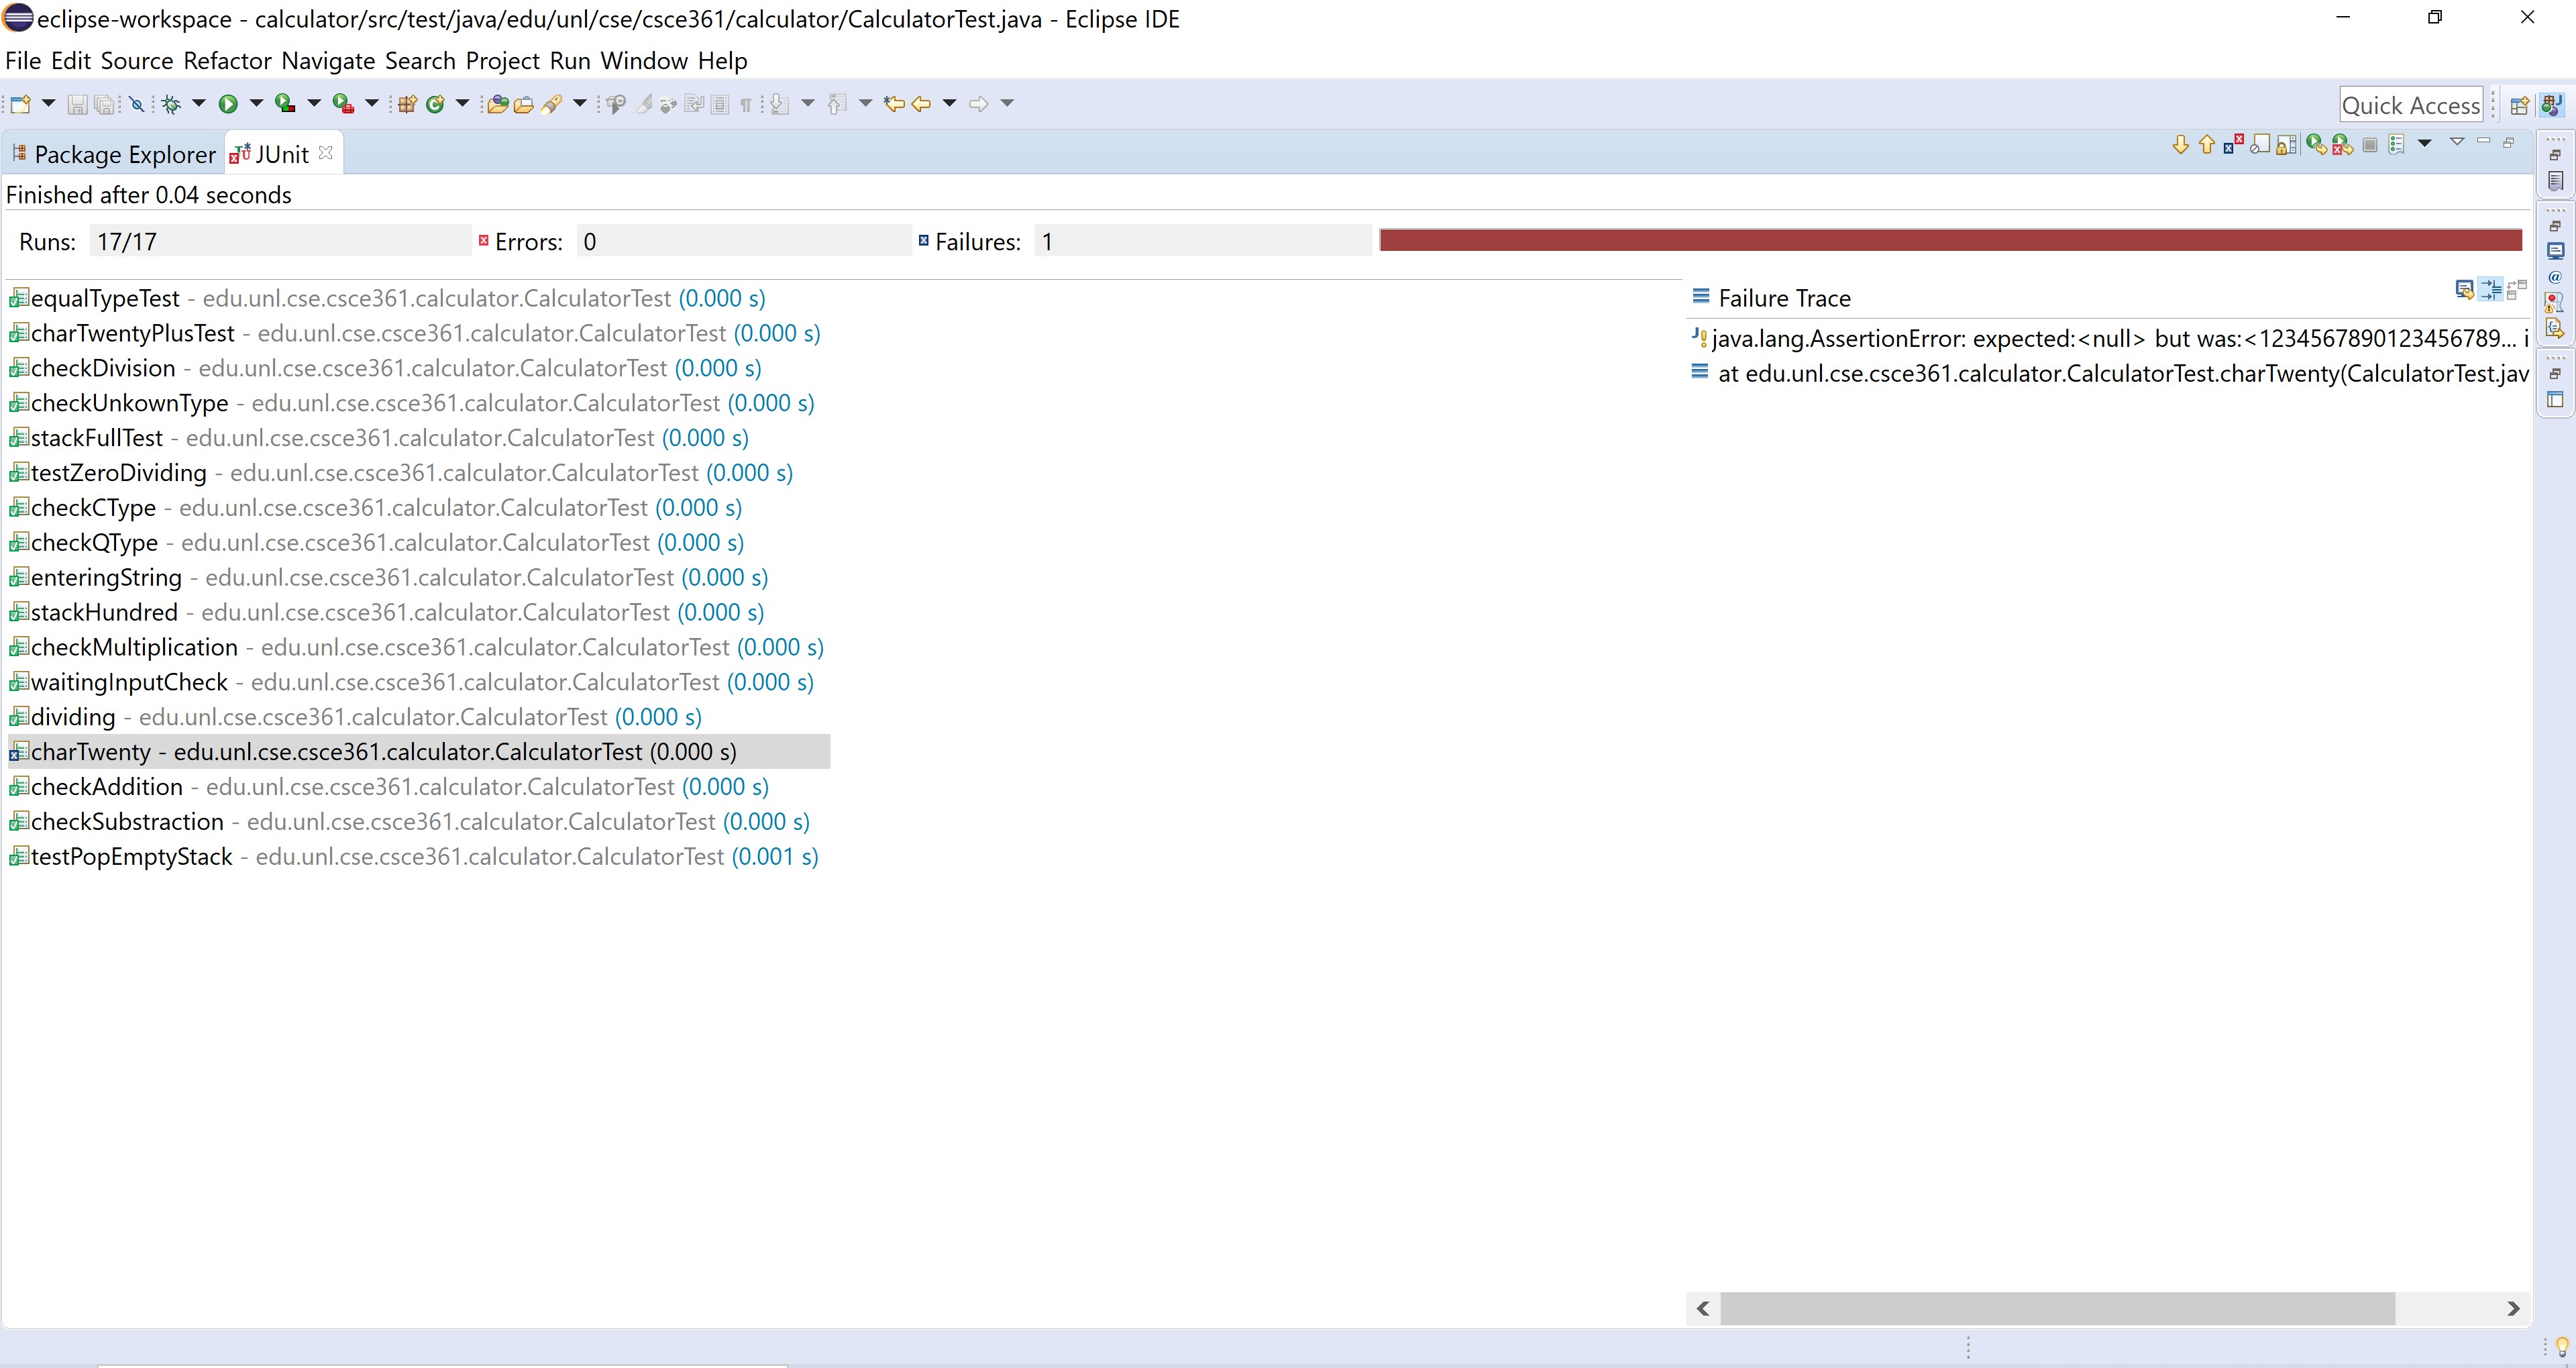 eclipse-workspace - calculator/src/test/java/edu/unl/cse/csce361/calculator/CalculatorTest.java - Eclipse IDE
File Edit Source Refactor Navigate Search Project Run Window Help
Quick Access
Package Explorer JUnit
Finished after 0.04 seconds
Runs: 17/17 Errors: 0 Failures: 1
equalTypeTest - edu.unl.cse.csce361.calculator.CalculatorTest (0.000 s)
charTwentyPlusTest - edu.unl.cse.csce361.calculator.CalculatorTest (0.000 s)
checkDivision - edu.unl.cse.csce361.calculator.CalculatorTest (0.000 s)
checkUnkownType - edu.unl.cse.csce361.calculator.CalculatorTest (0.000 s)
stackFullTest - edu.unl.cse.csce361.calculator.CalculatorTest (0.000 s)
testZeroDividing - edu.unl.cse.csce361.calculator.CalculatorTest (0.000 s)
checkCType - edu.unl.cse.csce361.calculator.CalculatorTest (0.000 s)
checkQType - edu.unl.cse.csce361.calculator.CalculatorTest (0.000 s)
enteringString - edu.unl.cse.csce361.calculator.CalculatorTest (0.000 s)
stackHundred - edu.unl.cse.csce361.calculator.CalculatorTest (0.000 s)
checkMultiplication - edu.unl.cse.csce361.calculator.CalculatorTest (0.000 s)
waitingInputCheck - edu.unl.cse.csce361.calculator.CalculatorTest (0.000 s)
dividing - edu.unl.cse.csce361.calculator.CalculatorTest (0.000 s)
charTwenty - edu.unl.cse.csce361.calculator.CalculatorTest (0.000 s)
checkAddition - edu.unl.cse.csce361.calculator.CalculatorTest (0.000 s)
checkSubstraction - edu.unl.cse.csce361.calculator.CalculatorTest (0.000 s)
testPopEmptyStack - edu.unl.cse.csce361.calculator.CalculatorTest (0.001 s)
Failure Trace
java.lang.AssertionError: expected:<null> but was:<1234567890123456789... i
at edu.unl.cse.csce361.calculator.CalculatorTest.charTwenty(CalculatorTest.jav